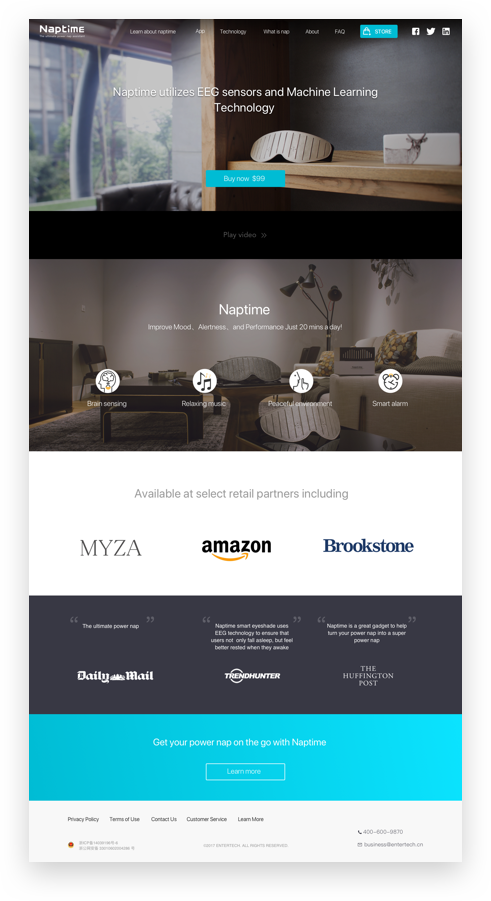 Naptime
Learn about naptime
App
Technology
What is nap
About
FAQ
STORE
Naptime utilizes EEG sensors and Machine Learning
Technology
Buy now $99
Play video »
Naptime
Improve Mood、Alertness、and Performance Just 20 mins a day!
Brain sensing
Relaxing music
Peaceful environment
Smart alarm
Available at select retail partners including
MYZA
amazon
Brookstone
“ The ultimate power nap ”
“ Naptime smart eyeshade uses ”
EEG technology to ensure that
users not only fall asleep, but feel
better rested when they awake
“ Naptime is a great gadget to help ”
turn your power nap into a super
power nap
Daily Mail
TRENDHUNTER
THE
HUFFINGTON
POST
Get your power nap on the go with Naptime
Learn more
Privacy Policy
Terms of Use
Contact Us
Customer Service
Learn More
400-600-9870
©2017 ENTERTECH. ALL RIGHTS RESERVED
business@entertech.cn